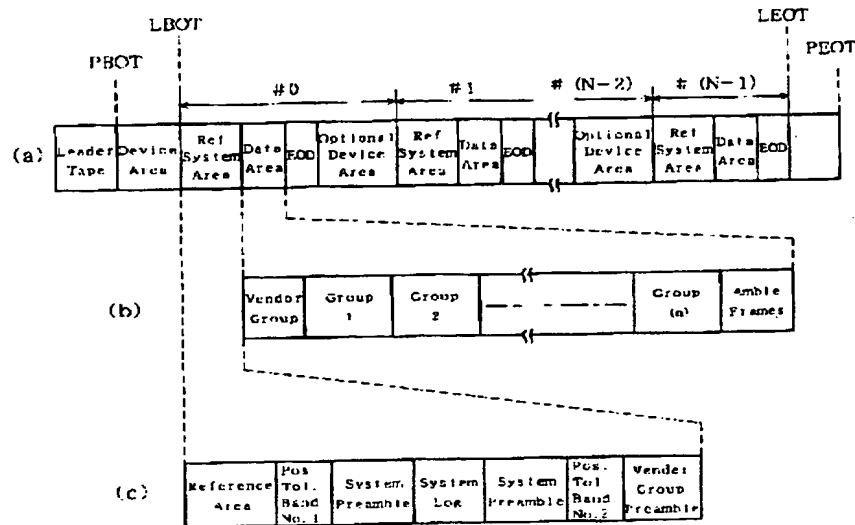 LBOT
LEOT
PBOT
PEOT
#0
#1
# (N-2)
# (N-1)
(a)
Leader
Tape
Device
Area
Ref
System
Area
Data
Area
EOD
Optional
Device
Area
Ref
System
Area
Data
Area
EOD
Optional
Device
Area
Ref
System
Area
Data
Area
EOD
(b)
Vendor
Group
Group
1
Group
2
Group
(n)
Amble
Frames
(c)
Reference
Area
Pos
Tol.
Band
No. 1
System
Preamble
System
Log
System
Preamble
Pos.
Tol
Band
No. 2
Vender
Group
Preamble